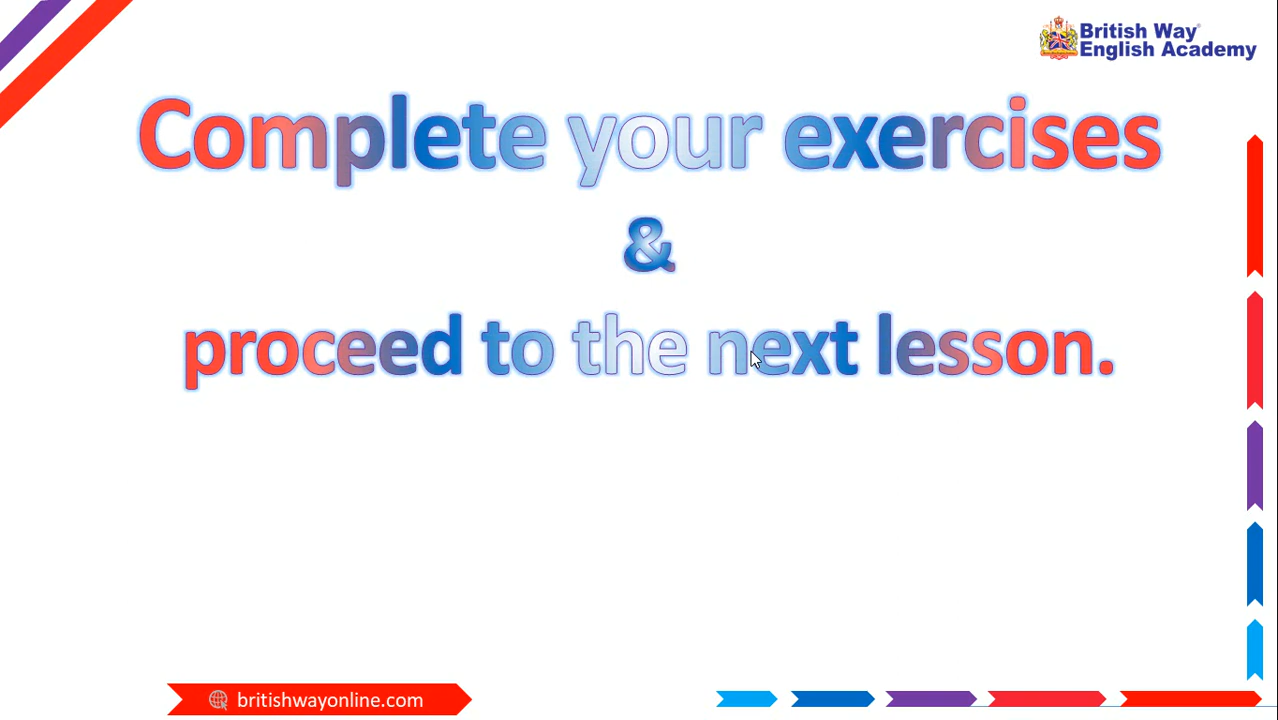 British Way®
English Academy
Complete your exercises
&
proceed to the next lesson.
britishwayonline.com